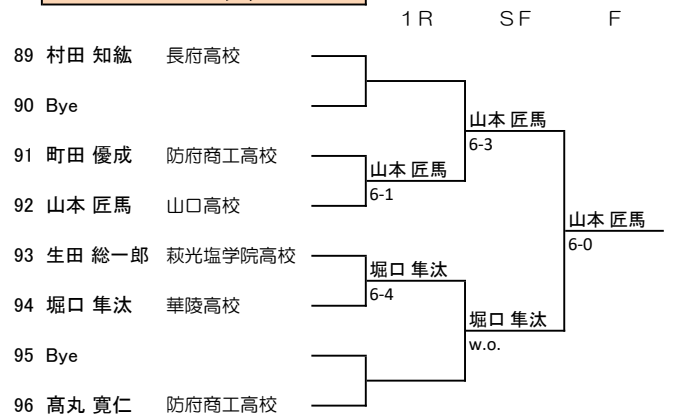 １Ｒ ＳＦ Ｆ
89 村田 知紘 長府高校
90 Bye
山本 匠馬
6-3
91 町田 優成 防府商工高校
山本 匠馬
6-1
92 山本 匠馬 山口高校
山本 匠馬
6-0
93 生田 総一郎 萩光塩学院高校
堀口 隼汰
6-4
94 堀口 隼汰 華陵高校
堀口 隼汰
w.o.
95 Bye
96 髙丸 寛仁 防府商工高校